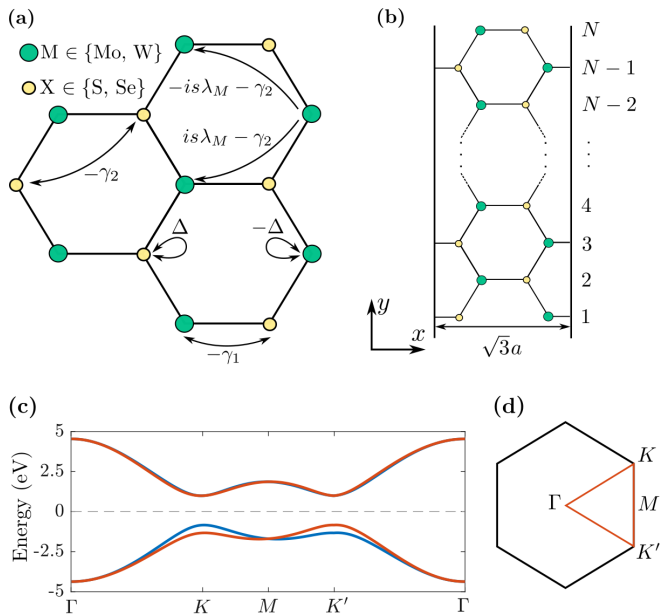 (a)
M ∈ {Mo, W}
X ∈ {S, Se}
−isλ_M − γ_2
isλ_M − γ_2
−γ_2
Δ
−Δ
−γ_1
(b)
N
N − 1
N − 2
4
3
2
1
y
x
√3a
(c)
Energy (eV)
5
2.5
0
-2.5
-5
Γ
K
M
K'
Γ
(d)
K
Γ
M
K'